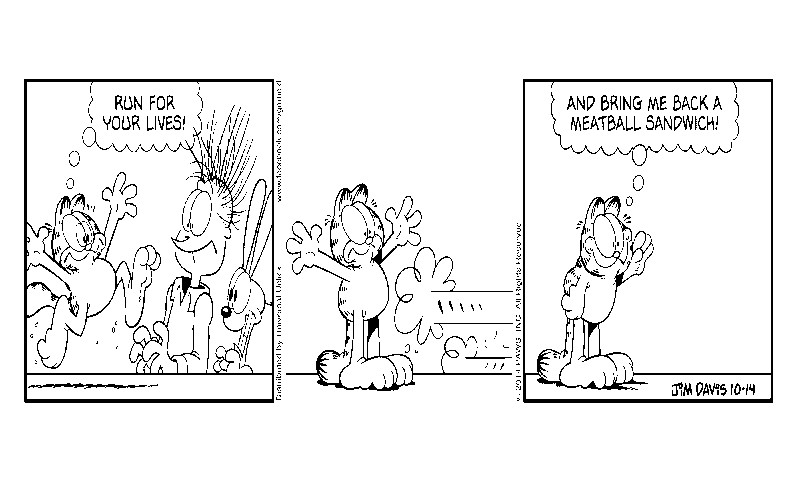 RUN FOR
YOUR LIVES!
AND BRING ME BACK A
MEATBALL SANDWICH!
JIM DAVIS 10-14